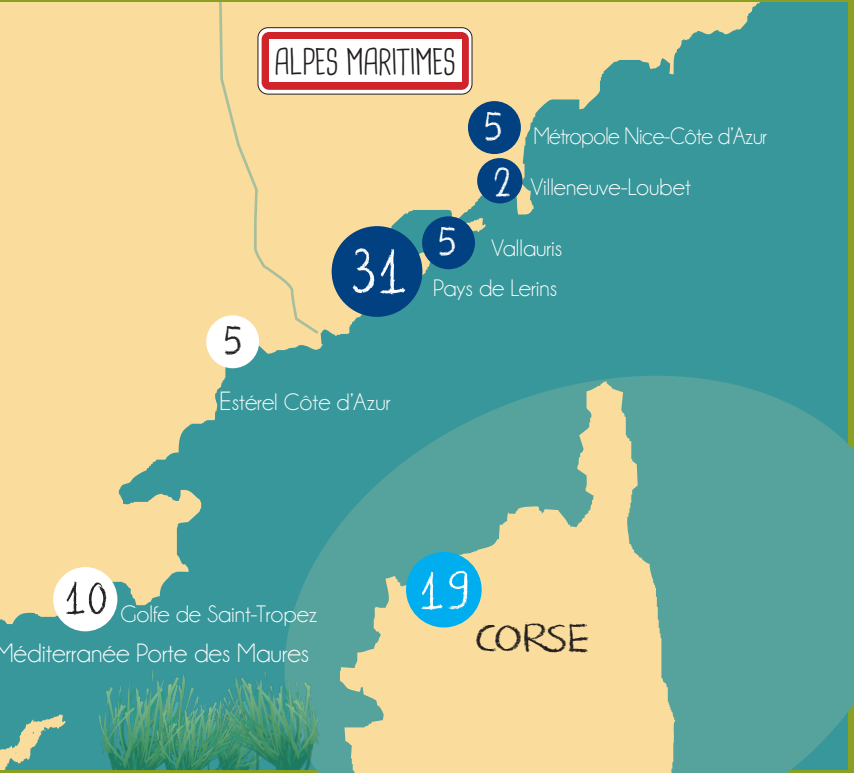 ALPES MARITIMES
5
Métropole Nice-Côte d'Azur
2
Villeneuve-Loubet
5
Vallauris
31
Pays de Lerins
5
Estérel Côte d'Azur
19
CORSE
10
Golfe de Saint-Tropez
Méditerranée Porte des Maures